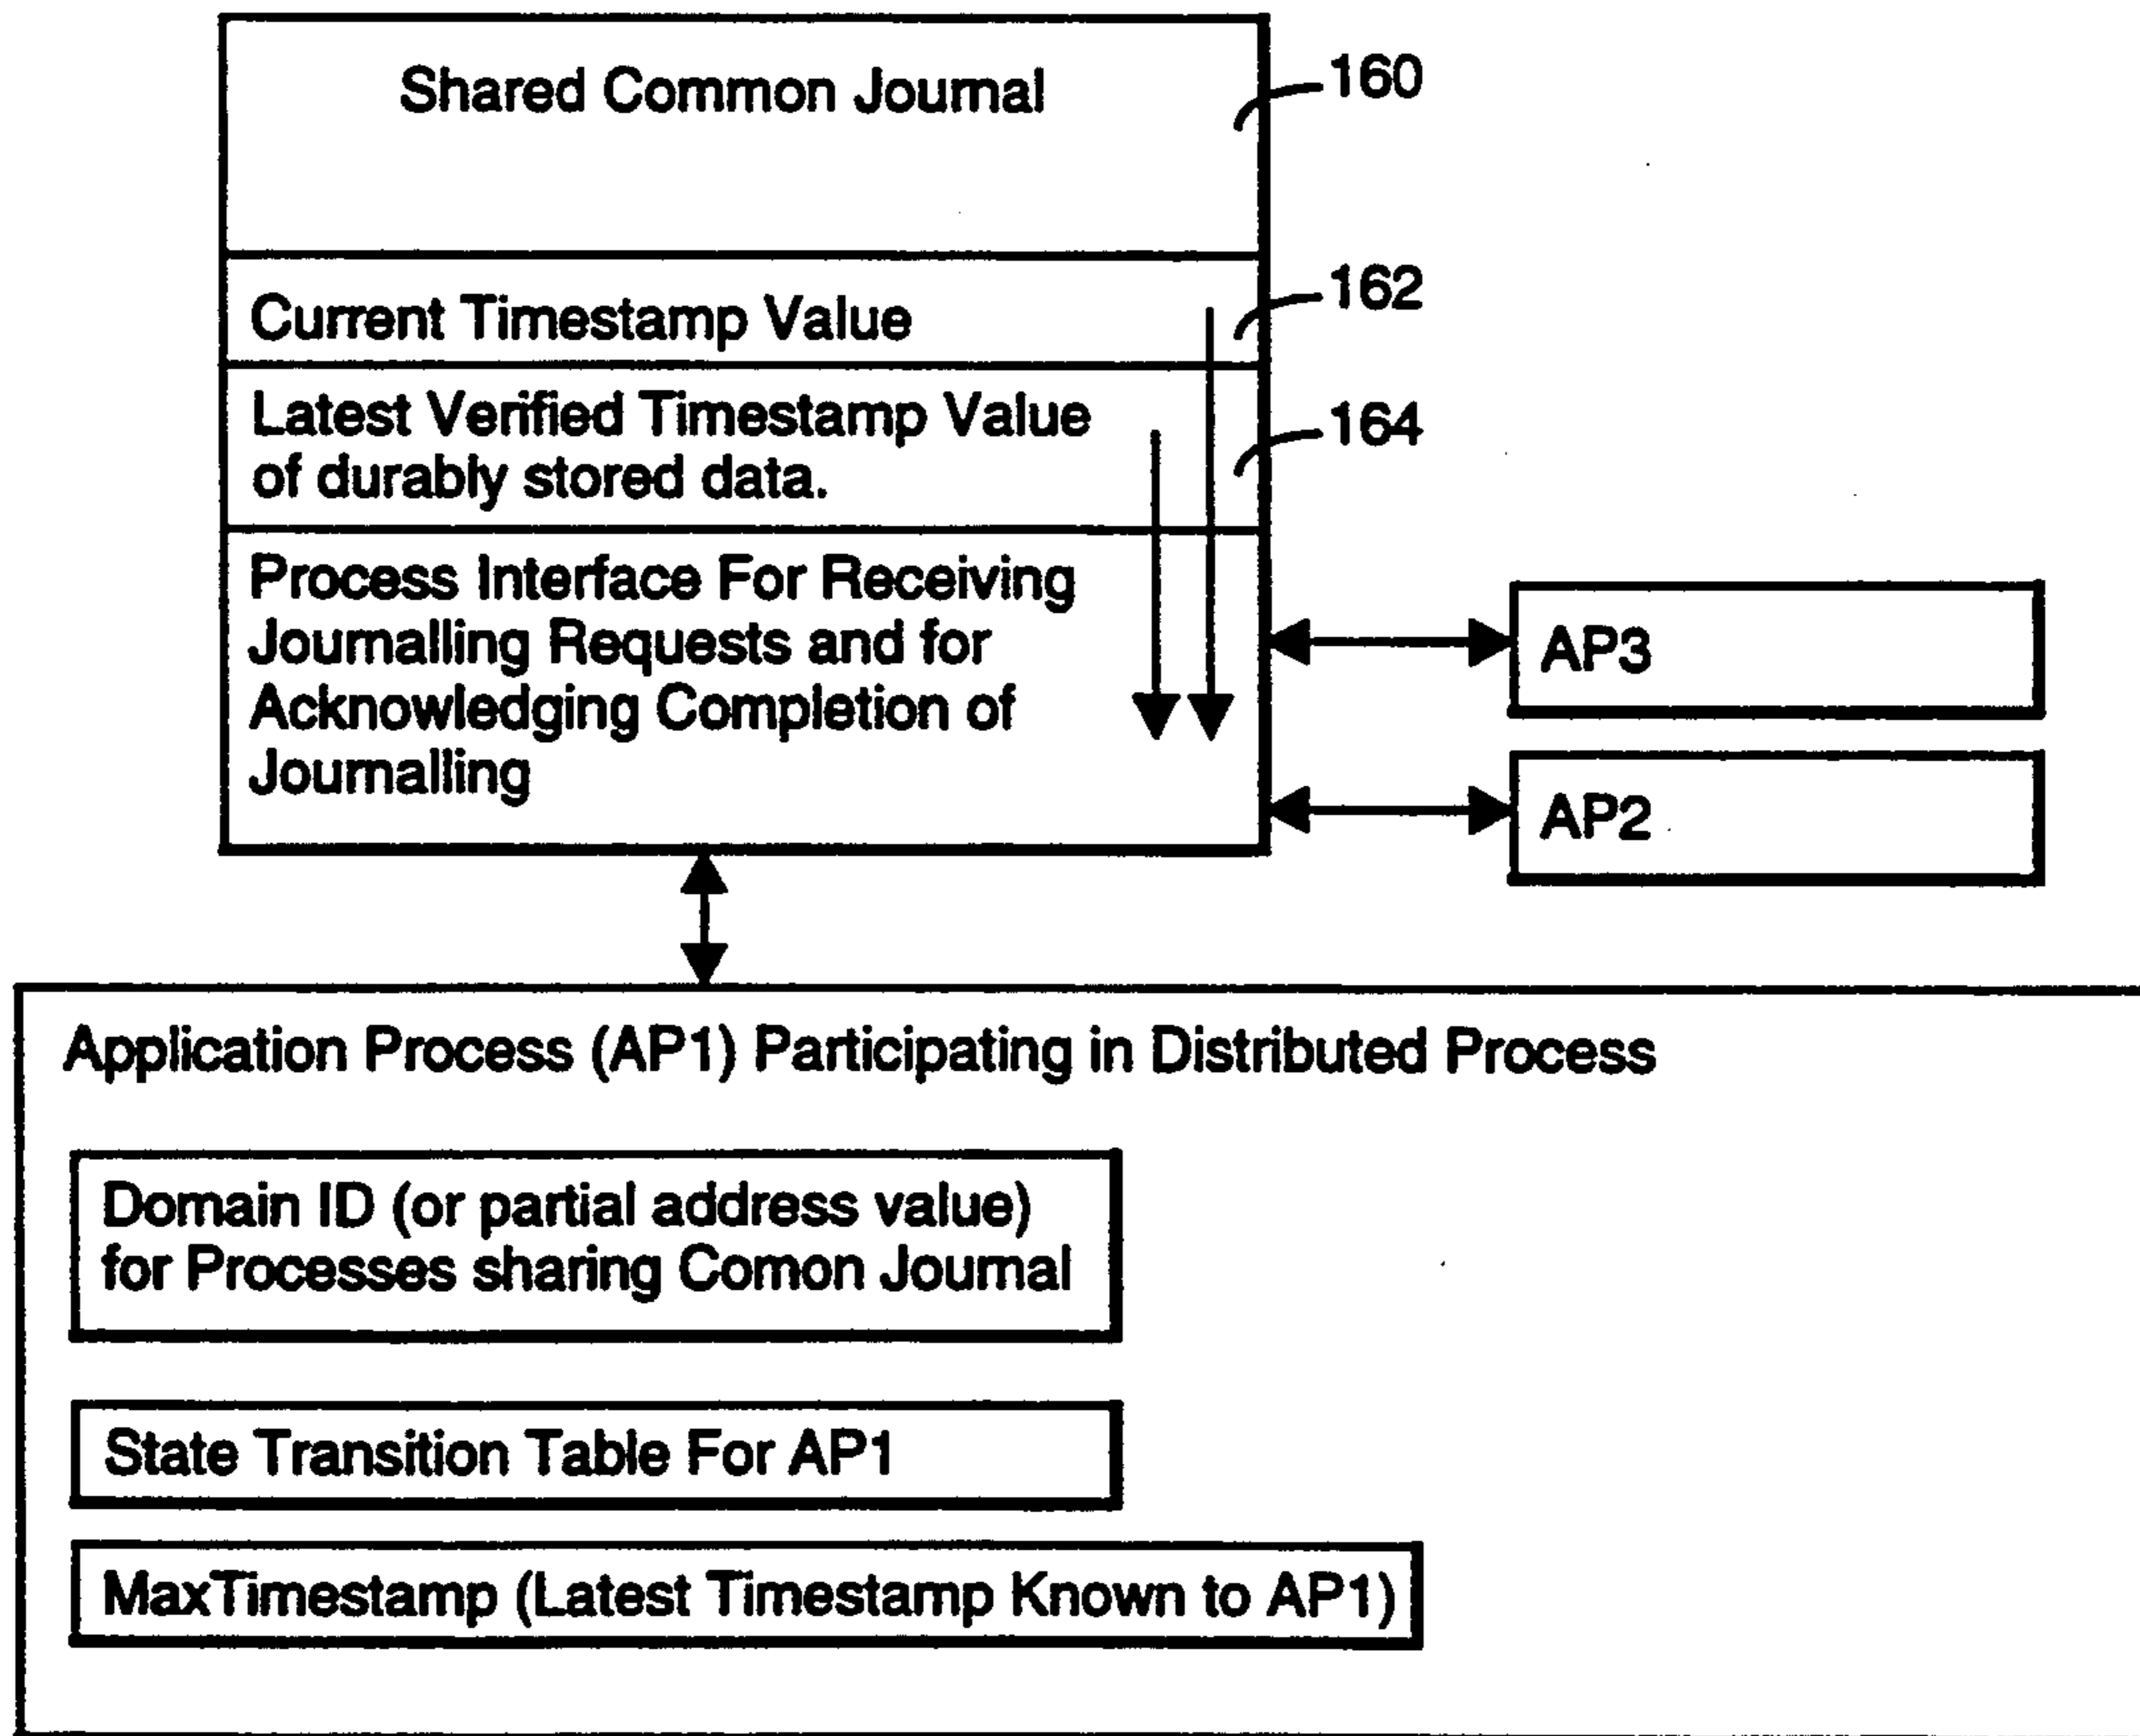 Shared Common Journal
160
Current Timestamp Value
162
Latest Verified Timestamp Value
of durably stored data.
164
Process Interface For Receiving
Journalling Requests and for
Acknowledging Completion of
Journalling
AP3
AP2
Application Process (AP1) Participating in Distributed Process
Domain ID (or partial address value)
for Processes sharing Comon Journal
State Transition Table For AP1
MaxTimestamp (Latest Timestamp Known to AP1)